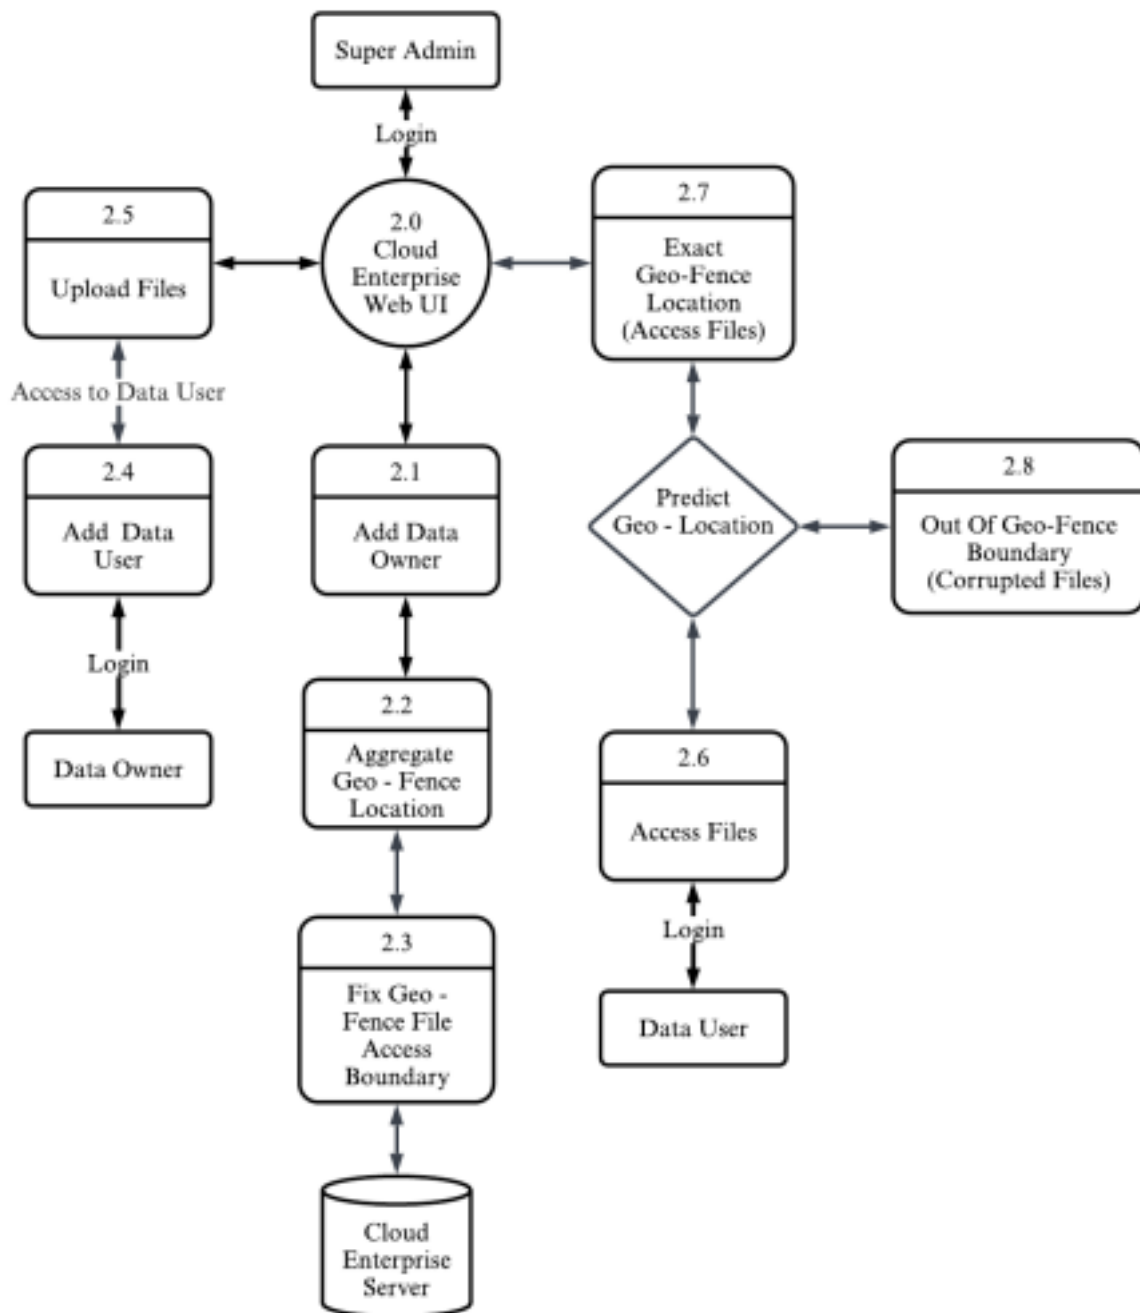 Super Admin
Login
2.0
Cloud
Enterprise
Web UI
2.5
Upload Files
Access to Data User
2.4
Add Data
User
Login
Data Owner
2.1
Add Data
Owner
2.2
Aggregate
Geo - Fence
Location
2.3
Fix Geo -
Fence File
Access
Boundary
Cloud
Enterprise
Server
2.7
Exact
Geo-Fence
Location
(Access Files)
Predict
Geo - Location
2.8
Out Of Geo-Fence
Boundary
(Corrupted Files)
2.6
Access Files
Login
Data User